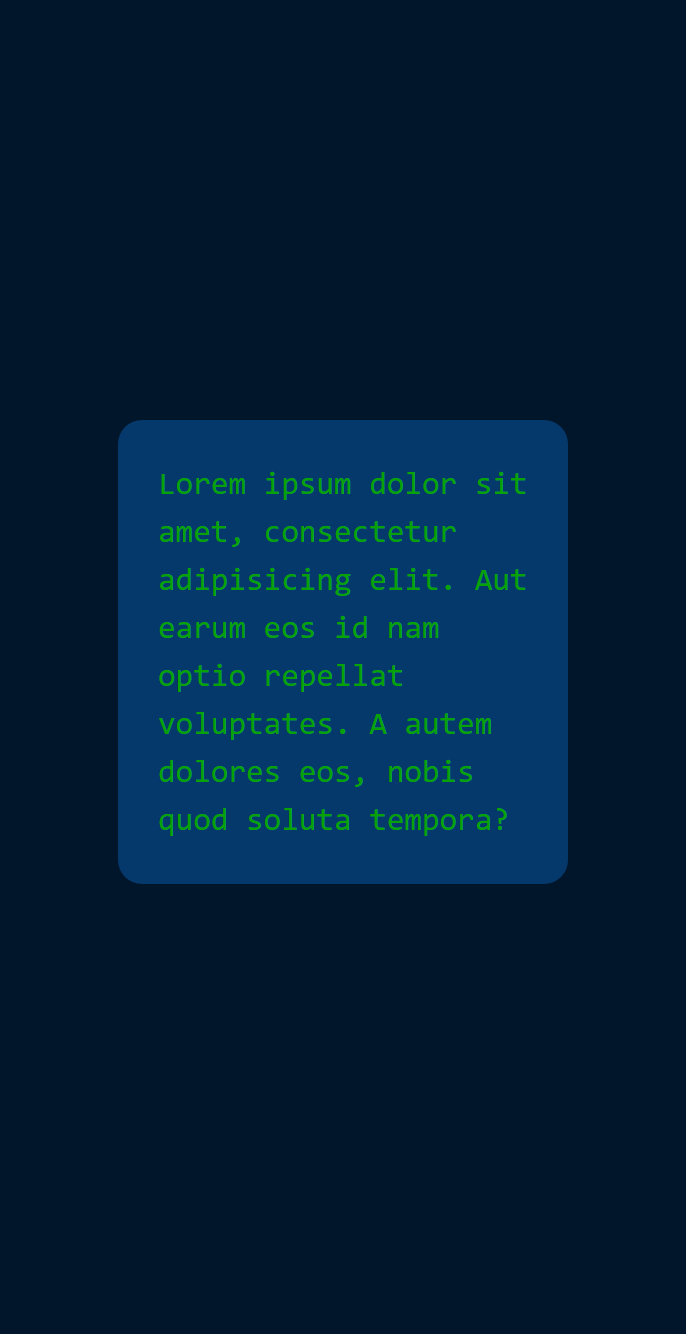 Lorem ipsum dolor sit
amet, consectetur
adipisicing elit. Aut
earum eos id nam
optio repellat
voluptates. A autem
dolores eos, nobis
quod soluta tempora?